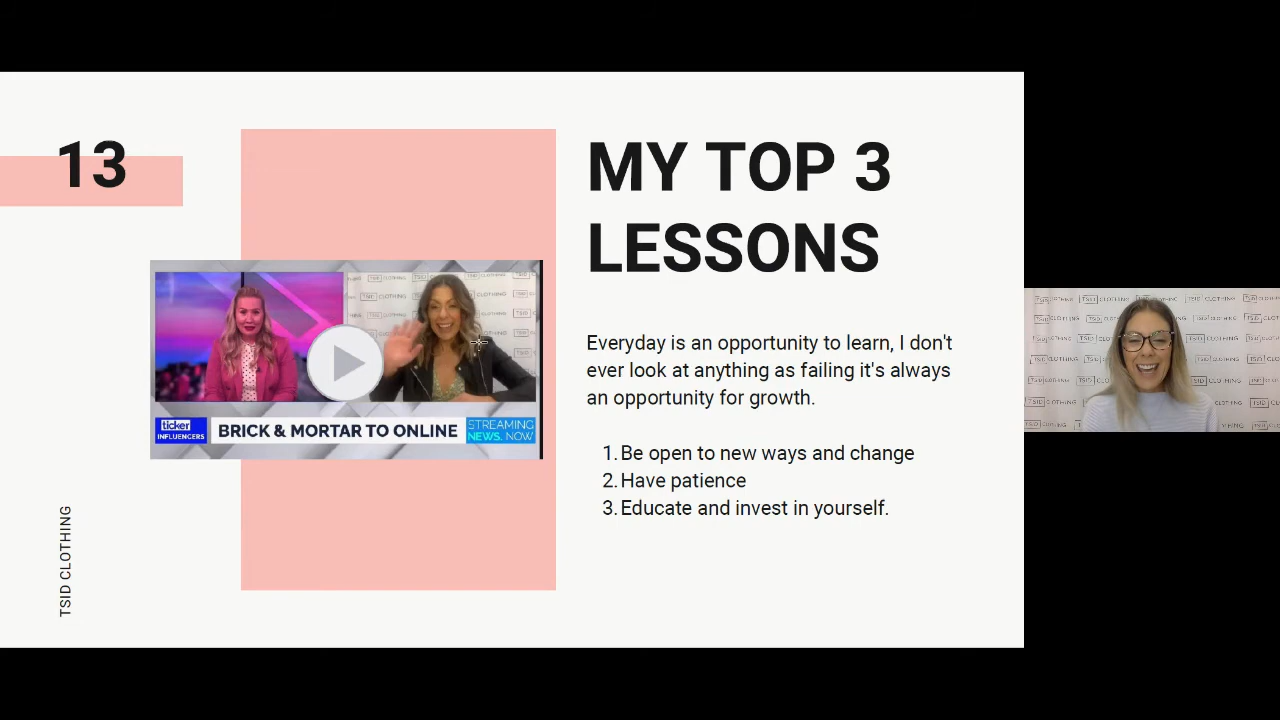 13
MY TOP 3
LESSONS
Everyday is an opportunity to learn, I don't
ever look at anything as failing it's always
an opportunity for growth.
1. Be open to new ways and change
2. Have patience
3. Educate and invest in yourself.
TSID CLOTHING
ticker
INFLUENCERS
BRICK & MORTAR TO ONLINE
STREAMING
NEWS. NOW
TSID CLOTHING